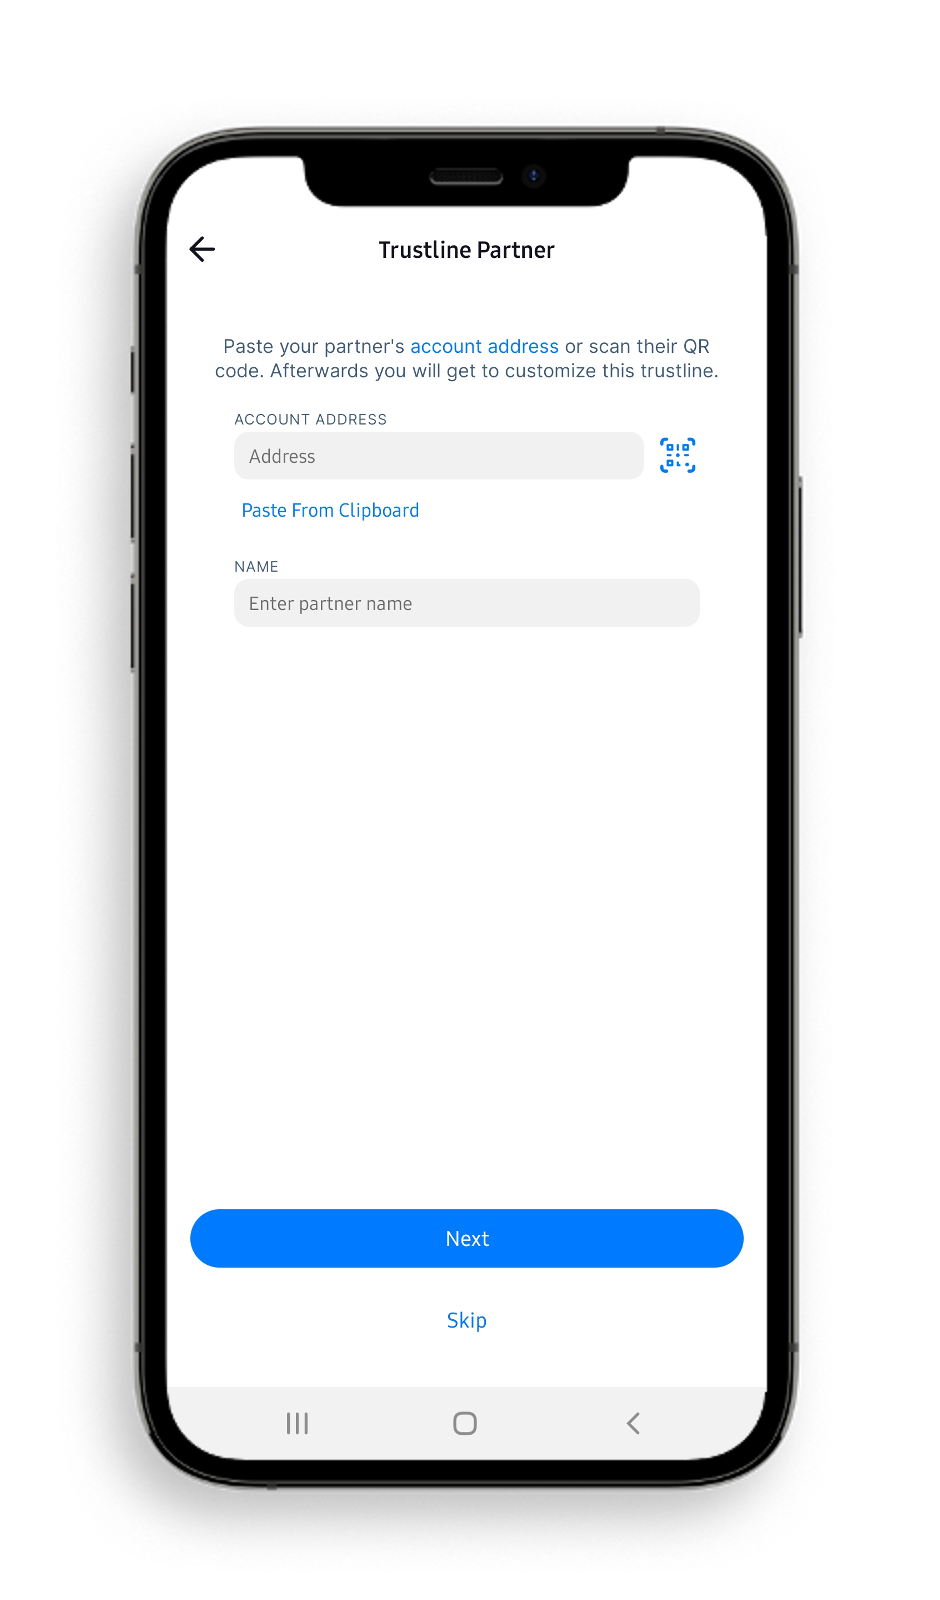 Trustline Partner
Paste your partner's account address or scan their QR
code. Afterwards you will get to customize this trustline.
ACCOUNT ADDRESS
Address
Paste From Clipboard
NAME
Enter partner name
Next
Skip